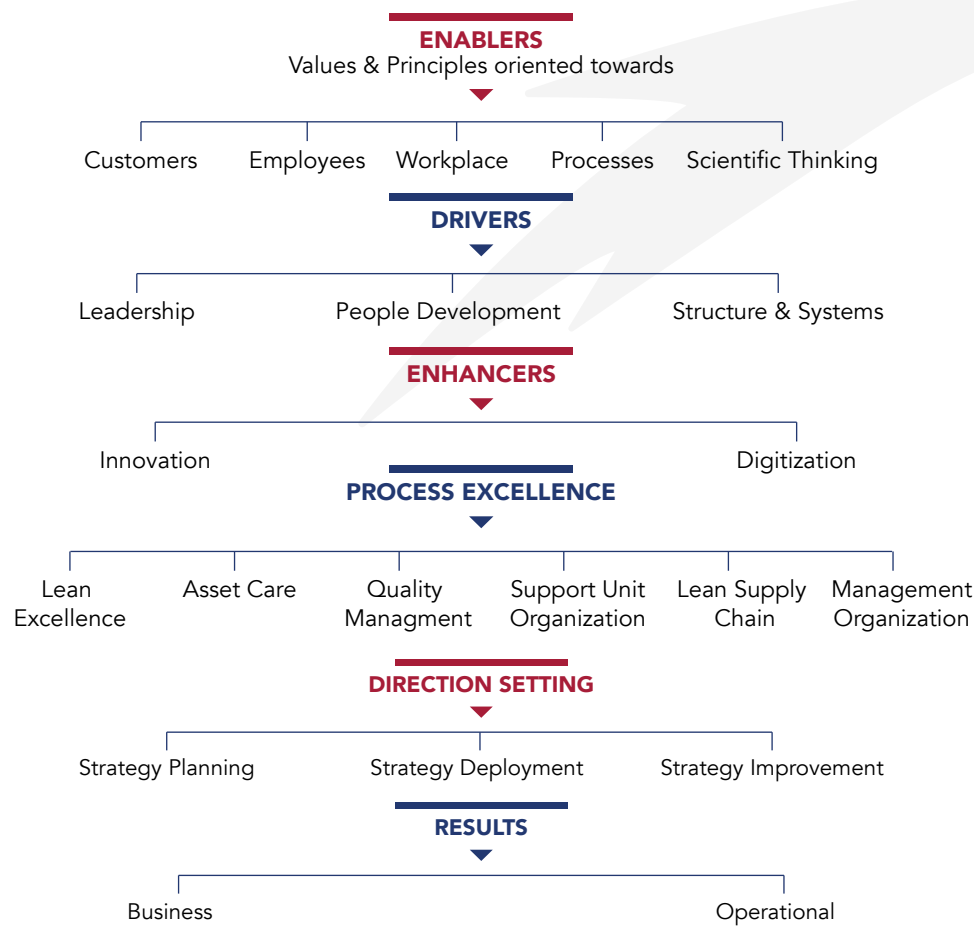 ENABLERS
Values & Principles oriented towards
Customers Employees Workplace Processes Scientific Thinking
DRIVERS
Leadership People Development Structure & Systems
ENHANCERS
Innovation Digitization
PROCESS EXCELLENCE
Lean Asset Care Quality Support Unit Lean Supply Management
Excellence Managment Organization Chain Organization
DIRECTION SETTING
Strategy Planning Strategy Deployment Strategy Improvement
RESULTS
Business Operational